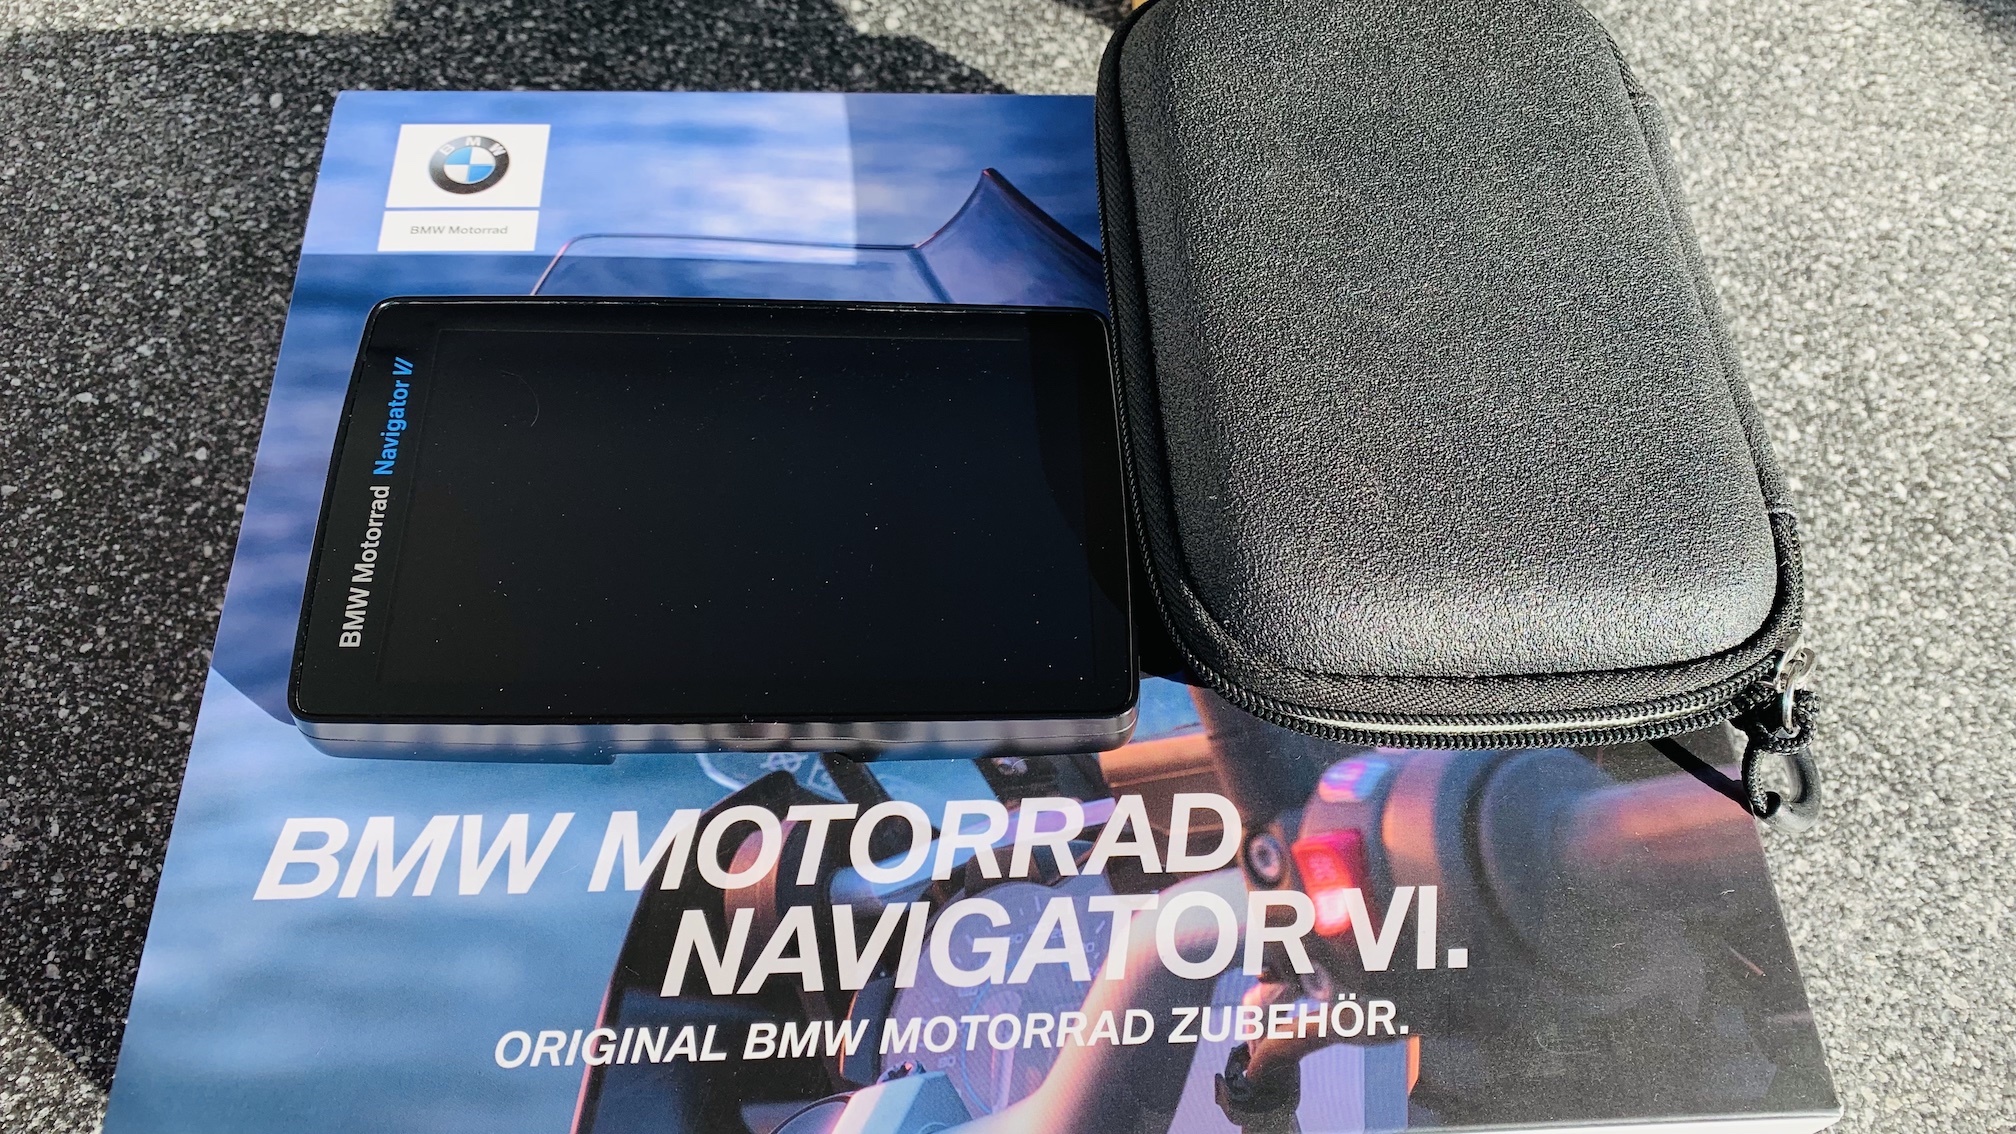 BMW
BMW Motorrad
BMW Motorrad Navigator VI
BMW MOTORRAD
NAVIGATOR VI.
ORIGINAL BMW MOTORRAD ZUBEHÖR.